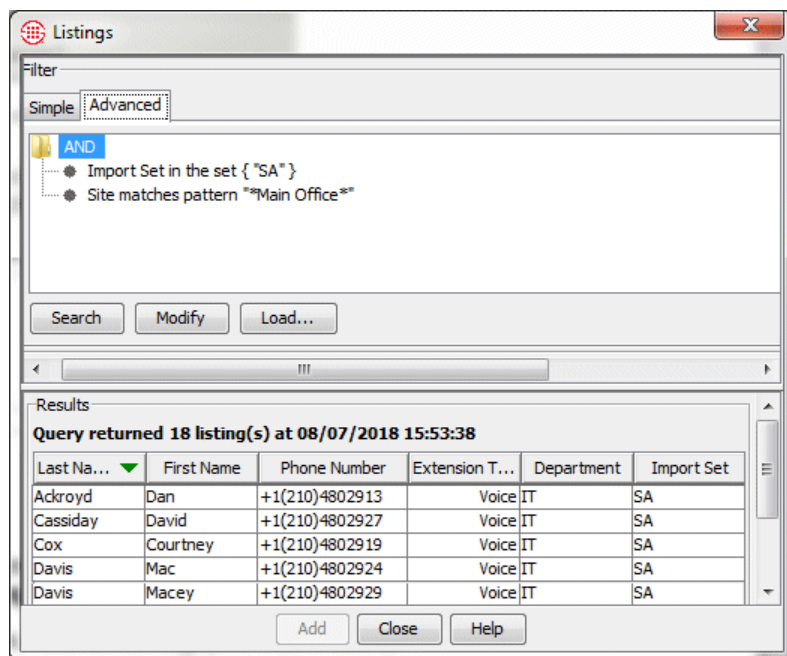 Listings
Filter
Simple Advanced
AND
Import Set in the set { "SA" }
Site matches pattern "*Main Office*"
Search Modify Load...
Results
Query returned 18 listing(s) at 08/07/2018 15:53:38
Last Na... First Name Phone Number Extension T... Department Import Set
Ackroyd Dan +1(210)4802913 Voice IT SA
Cassiday David +1(210)4802927 Voice IT SA
Cox Courtney +1(210)4802919 Voice IT SA
Davis Mac +1(210)4802924 Voice IT SA
Davis Macey +1(210)4802929 Voice IT SA
Add Close Help